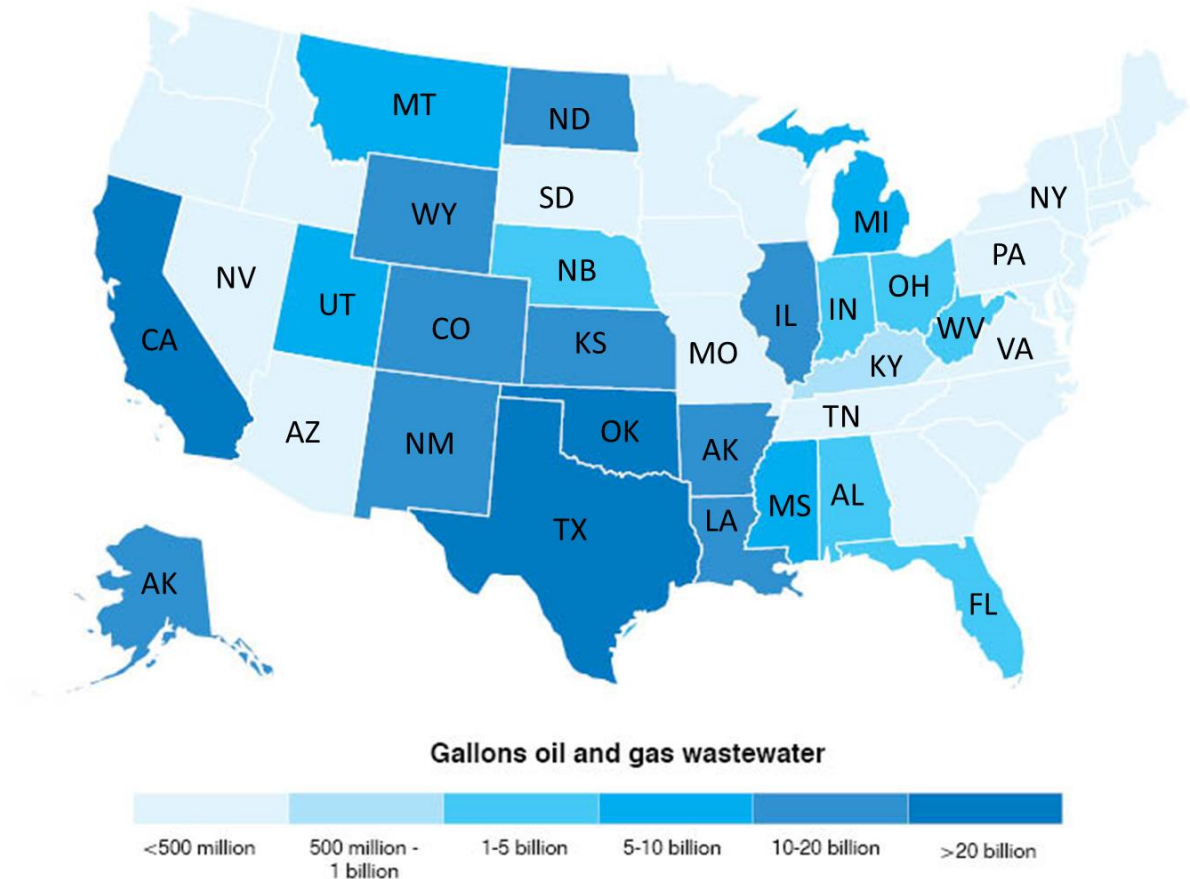 MT
ND
SD
WY
NY
MI
PA
NV
NB
OH
UT
IL
IN
CO
WV
CA
KS
MO
VA
KY
TN
AZ
NM
OK
AK
MS
AL
LA
TX
AK
FL
Gallons oil and gas wastewater
<500 million
500 million -
1 billion
1-5 billion
5-10 billion
10-20 billion
>20 billion